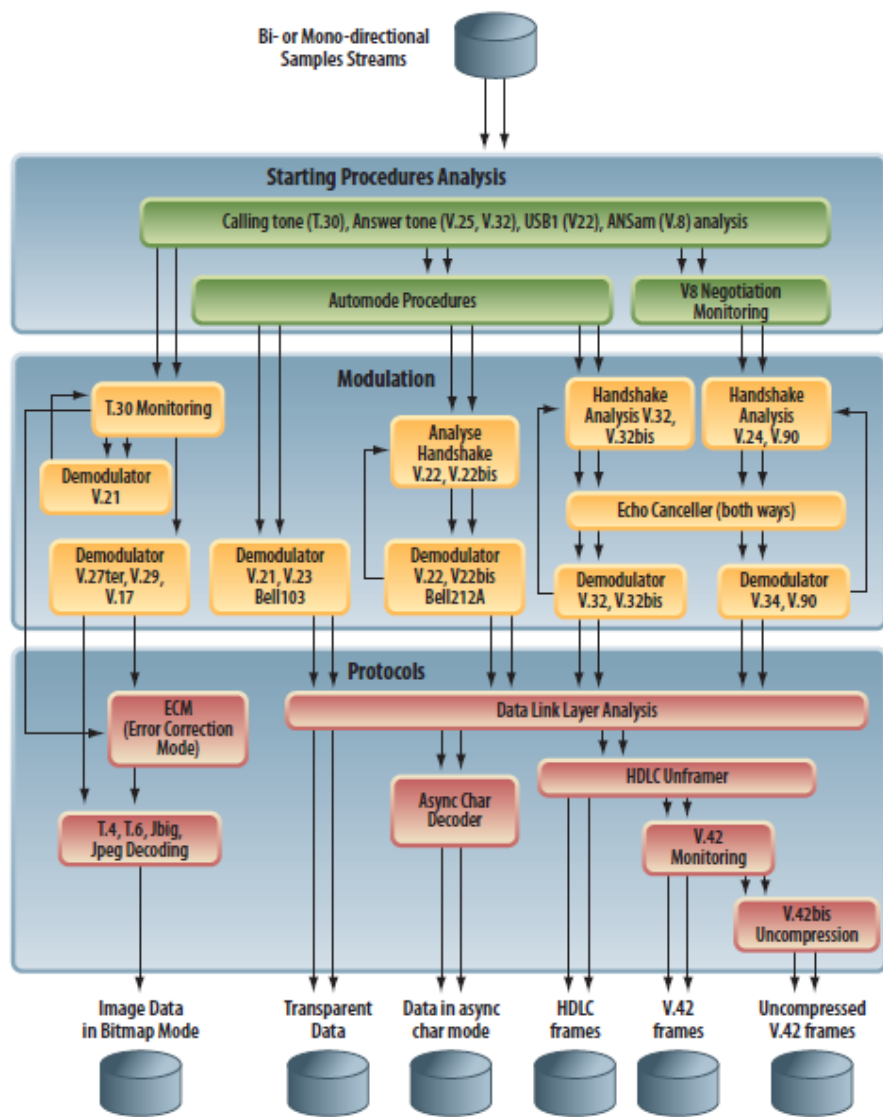 Bi- or Mono-directional
Samples Streams
Starting Procedures Analysis
Calling tone (T.30), Answer tone (V.25, V.32), USB1 (V22), ANSam (V.8) analysis
Automode Procedures
V8 Negotiation
Monitoring
Modulation
T.30 Monitoring
Demodulator
V.21
Analyse
Handshake
V.22, V.22bis
Handshake
Analysis V.32,
V.32bis
Handshake
Analysis
V.24, V.90
Echo Canceller (both ways)
Demodulator
V.27ter, V.29,
V.17
Demodulator
V.21, V.23
Bell103
Demodulator
V.22, V22bis
Bell212A
Demodulator
V.32, V.32bis
Demodulator
V.34, V.90
Protocols
ECM
(Error Correction
Mode)
Data Link Layer Analysis
Async Char
Decoder
HDLC Unframer
T.4, T.6, Jbig,
Jpeg Decoding
V.42
Monitoring
V.42bis
Uncompression
Image Data
in Bitmap Mode
Transparent
Data
Data in async
char mode
HDLC
frames
V.42
frames
Uncompressed
V.42 frames